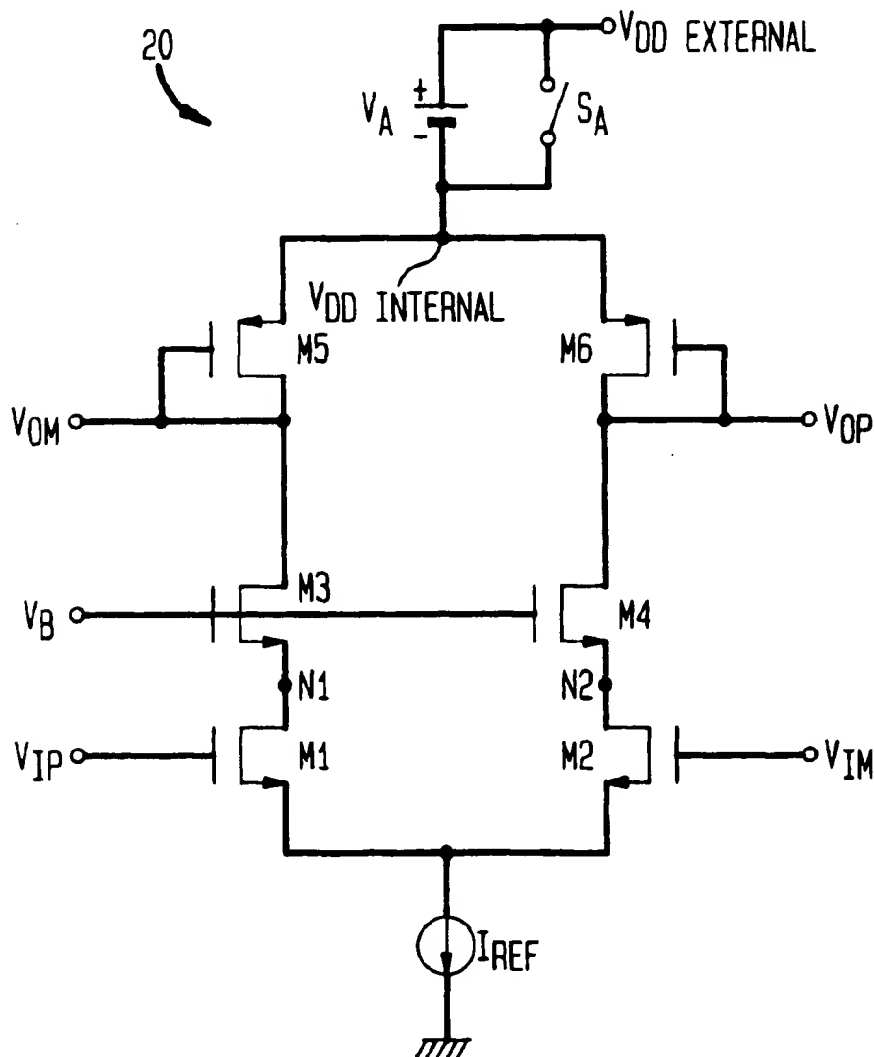 20
VDD EXTERNAL
+
VA
-
SA
VDD INTERNAL
M5
M6
VOM
VOP
M3
VB
M4
N1
N2
VIP
M1
M2
VIM
IREF